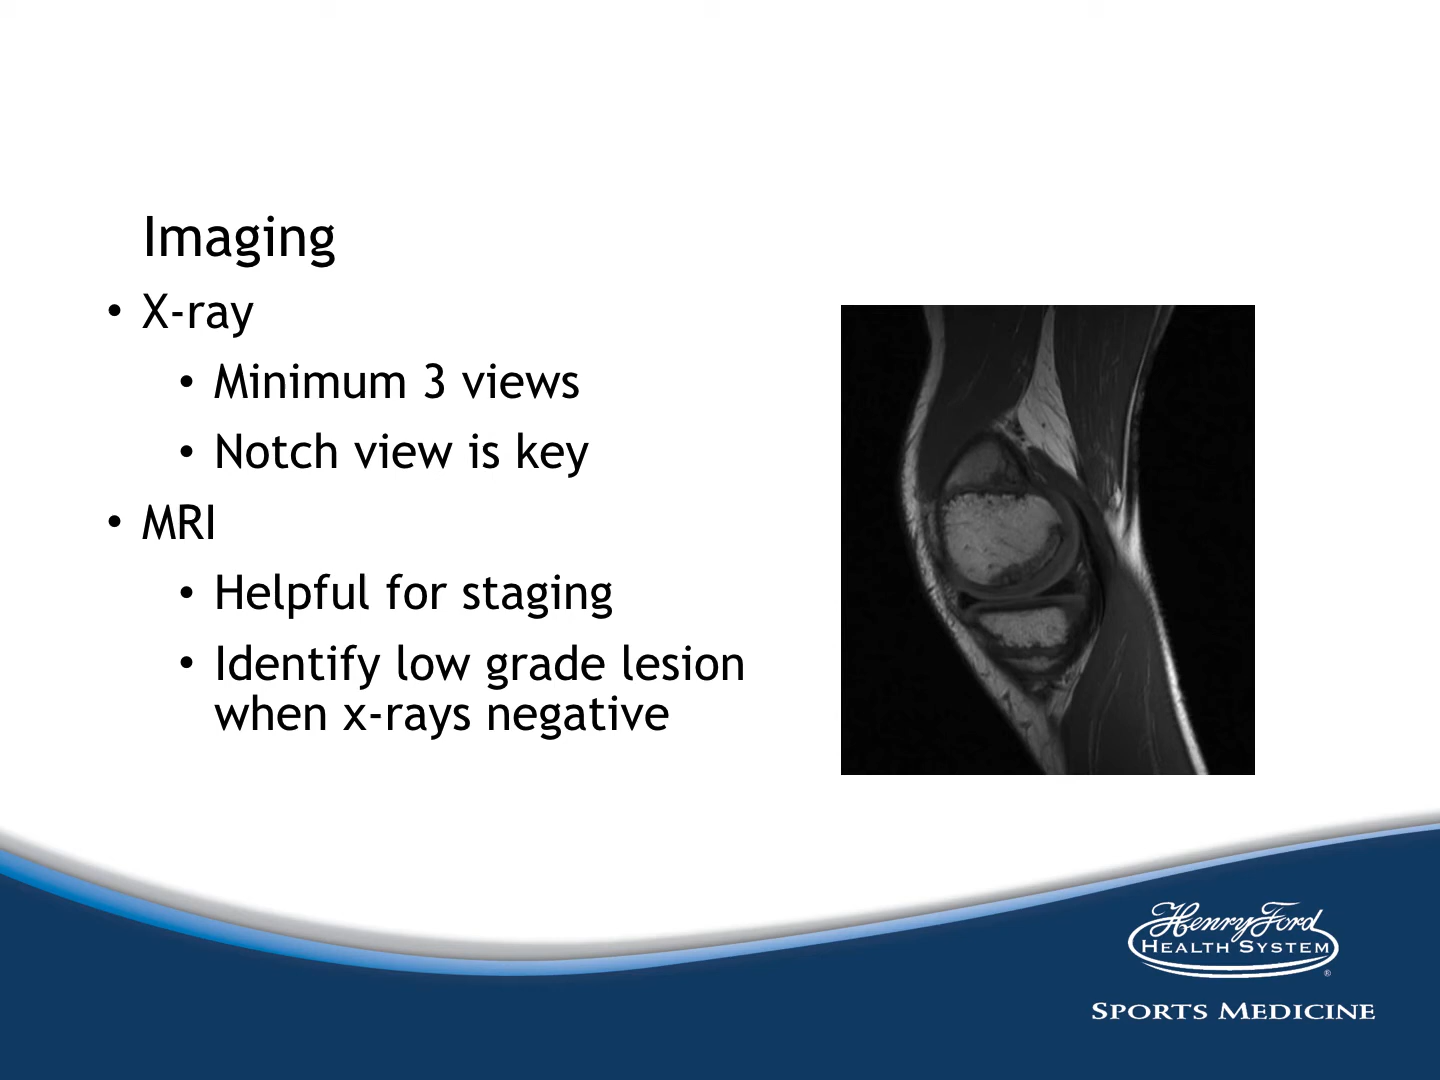 Imaging
• X-ray
• Minimum 3 views
• Notch view is key
• MRI
• Helpful for staging
• Identify low grade lesion
when x-rays negative
Henry Ford
HEALTH SYSTEM
®
SPORTS MEDICINE